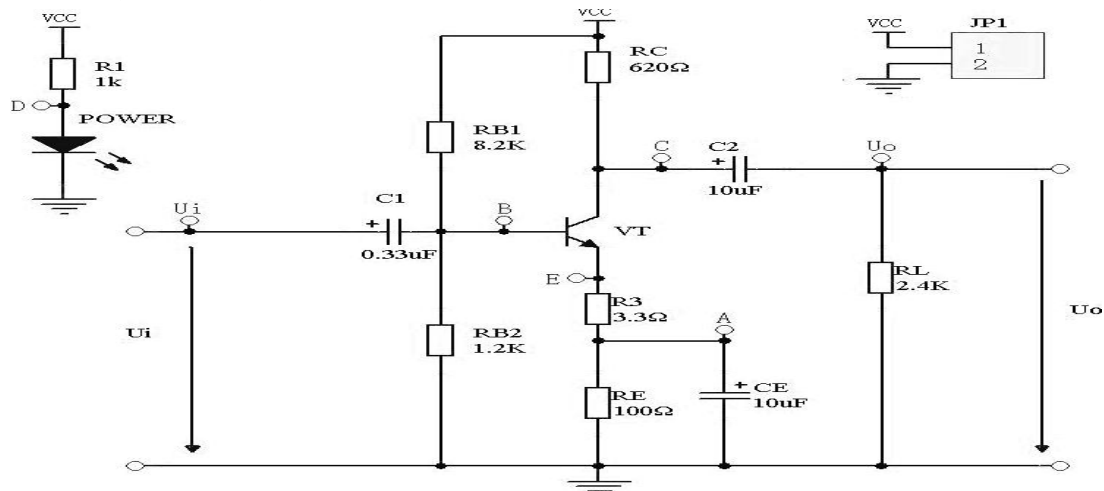 VCC
R1
1k
D
POWER
VCC
RC
620Ω
VCC
JP1
1
2
RB1
8.2K
C1
+
0.33uF
Ui
B
VT
C
C2
+
10uF
Uo
E
R3
3.3Ω
A
RL
2.4K
Ui
RB2
1.2K
RE
100Ω
+
CE
10uF
Uo